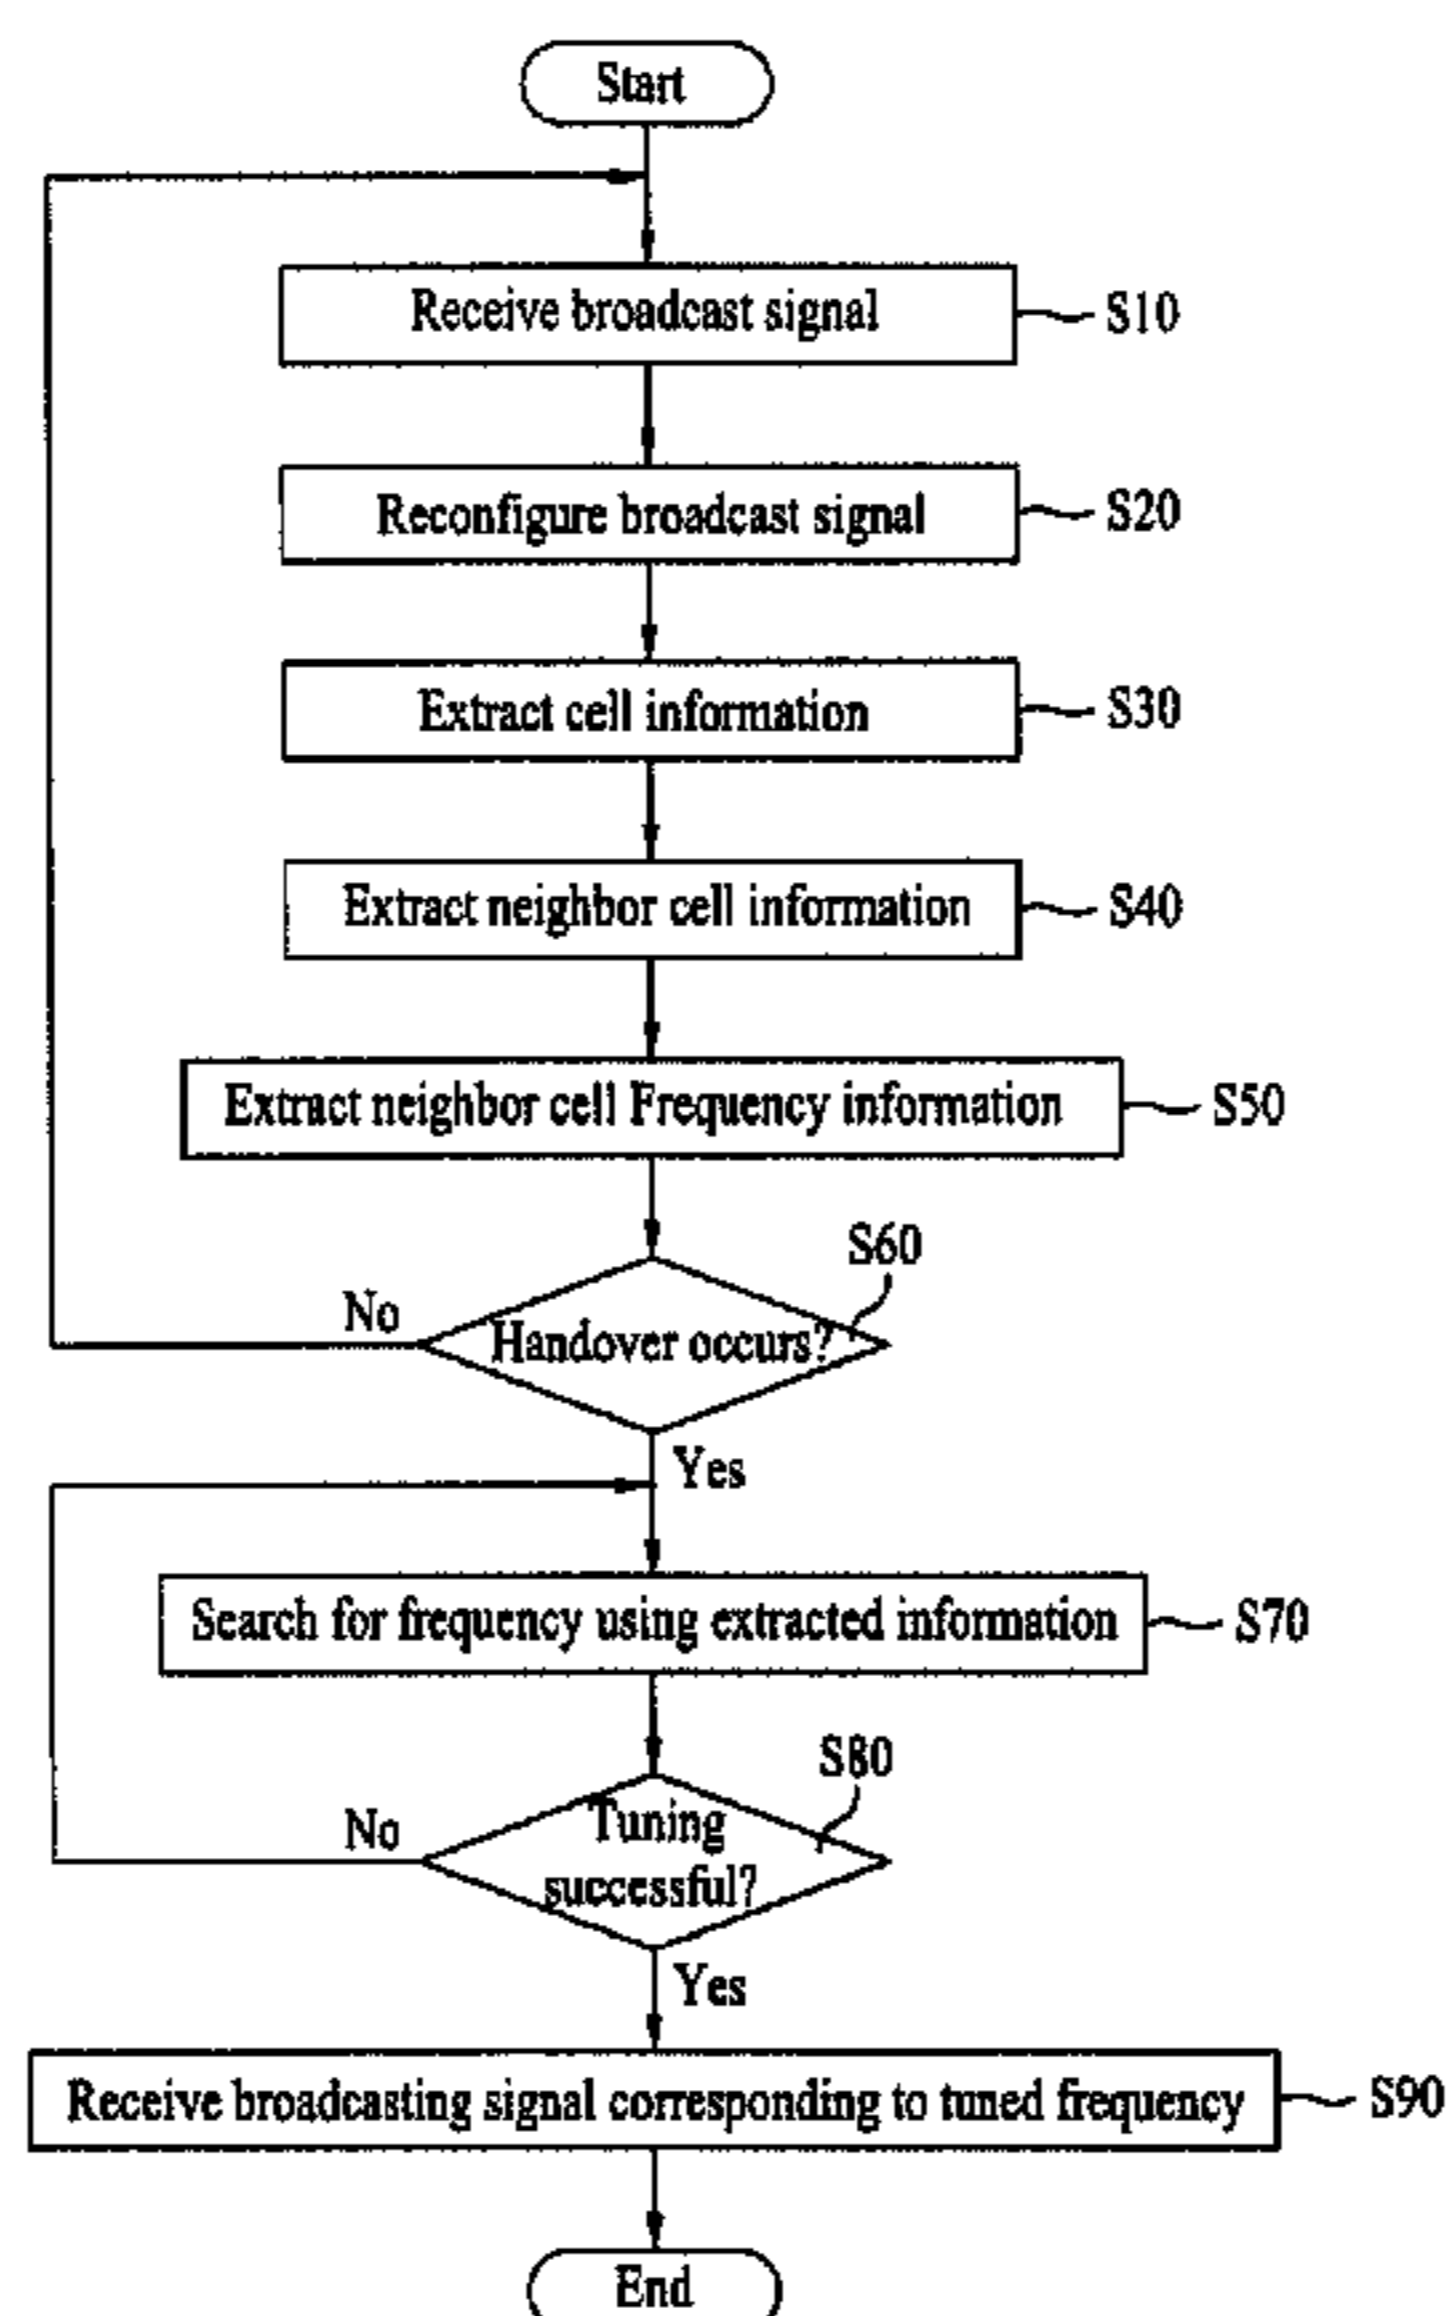 Start
Receive broadcast signal
S10
Reconfigure broadcast signal
S20
Extract cell information
S30
Extract neighbor cell information
S40
Extract neighbor cell Frequency information
S50
S60
No
Handover occurs?
Yes
Search for frequency using extracted information
S70
S80
No
Tuning
successful?
Yes
Receive broadcasting signal corresponding to tuned frequency
S90
End